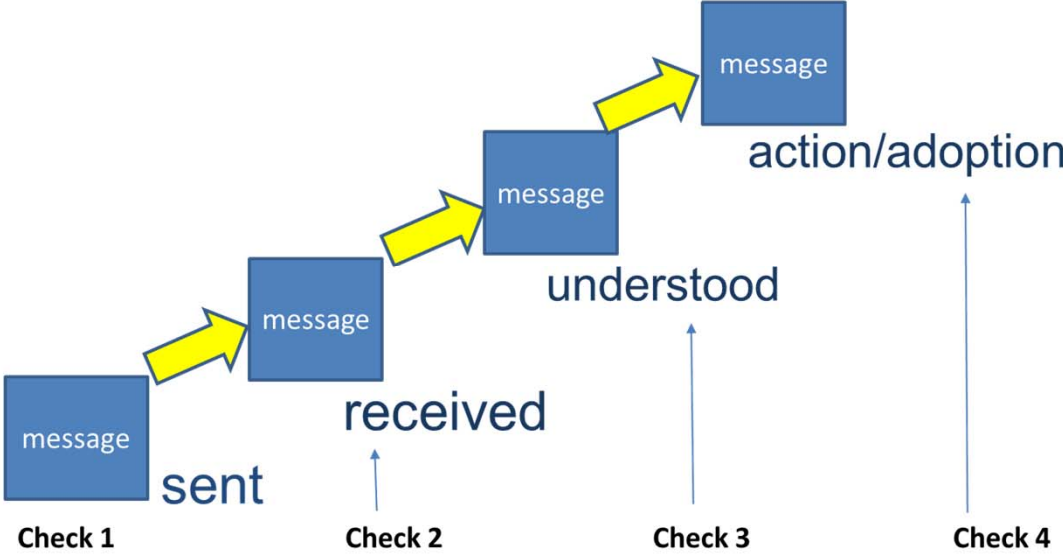 message
action/adoption
message
understood
message
received
message
sent
Check 1 Check 2 Check 3 Check 4